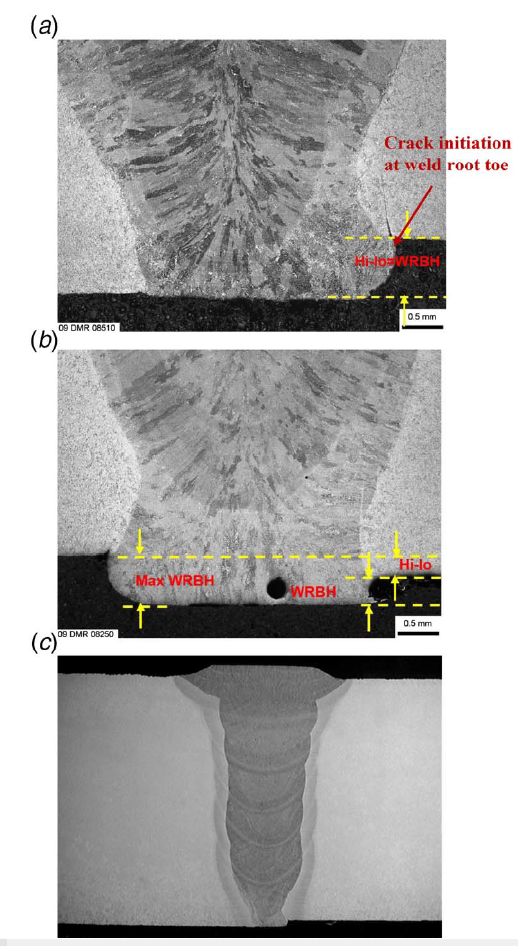 (a)
Crack initiation
at weld root toe
Hi-lo=WRBH
0.5 mm
09 DMR 08510
(b)
Hi-lo
Max WRBH
WRBH
0.5 mm
09 DMR 08250
(c)